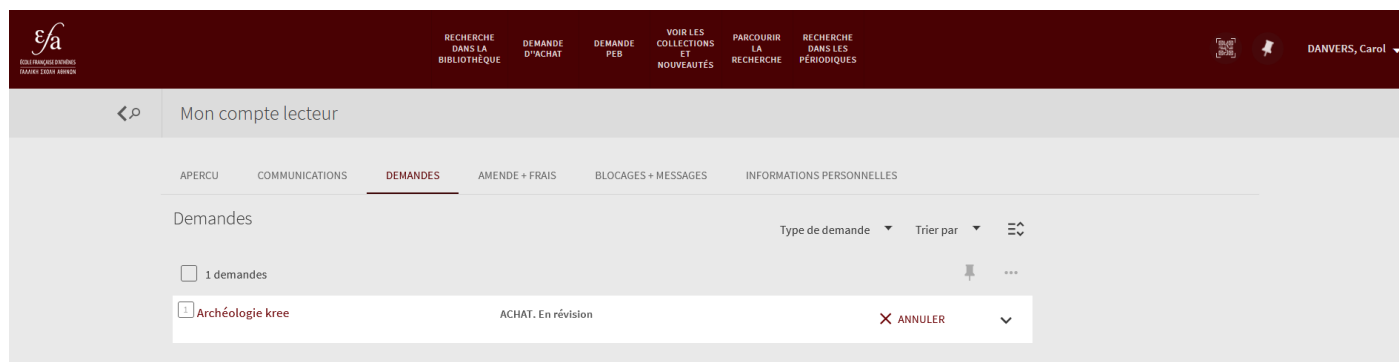 εfa
ÉCOLE FRANÇAISE D'ATHÈNES
ΓΑΛΛΙΚΗ ΣΧΟΛΗ ΑΘΗΝΩΝ
RECHERCHE
DANS LA
BIBLIOTHÈQUE
DEMANDE
D''ACHAT
DEMANDE
PEB
VOIR LES
COLLECTIONS
ET
NOUVEAUTÉS
PARCOURIR
LA
RECHERCHE
RECHERCHE
DANS LES
PÉRIODIQUES
DANVERS, Carol
Mon compte lecteur
APERCU COMMUNICATIONS DEMANDES AMENDE + FRAIS BLOCAGES + MESSAGES INFORMATIONS PERSONNELLES
Demandes
Type de demande Trier par
1 demandes
1 Archéologie kree ACHAT. En révision ANNULER